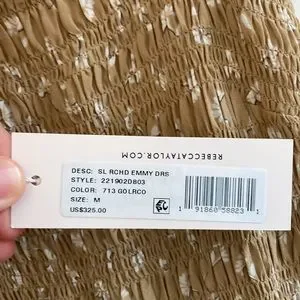 REBECCATAYLOR.COM
DESC: SL RCHD EMMY DRS
STYLE: 221902D803
COLOR: 713 GOLRCO
SIZE: M
US$325.00
1 91860 58823 1